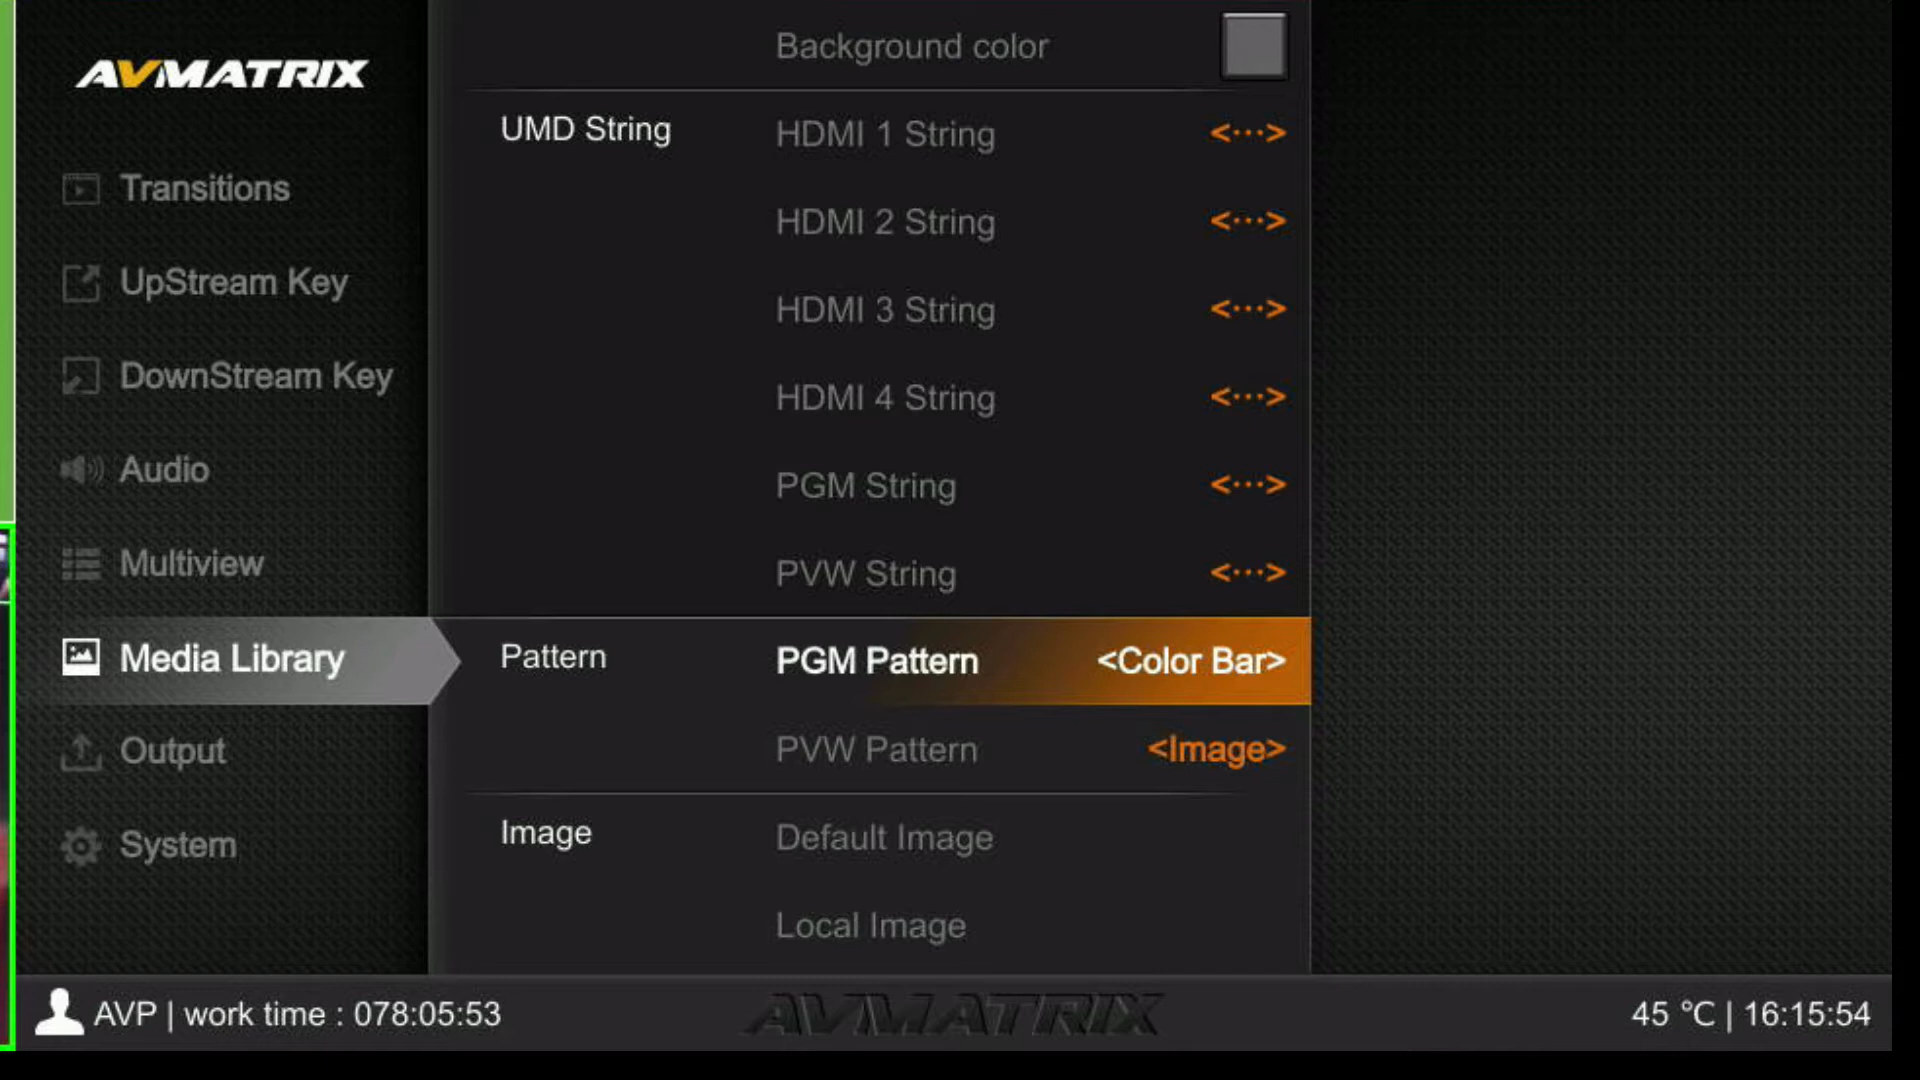 AVMATRIX
Background color
UMD String HDMI 1 String <···>
Transitions
HDMI 2 String <···>
UpStream Key
HDMI 3 String <···>
DownStream Key
HDMI 4 String <···>
Audio
PGM String <···>
Multiview
PVW String <···>
Media Library
Pattern PGM Pattern <Color Bar>
Output
PVW Pattern <Image>
System
Image Default Image
Local Image
AVP | work time : 078:05:53
AVMATRIX
45 °C | 16:15:54